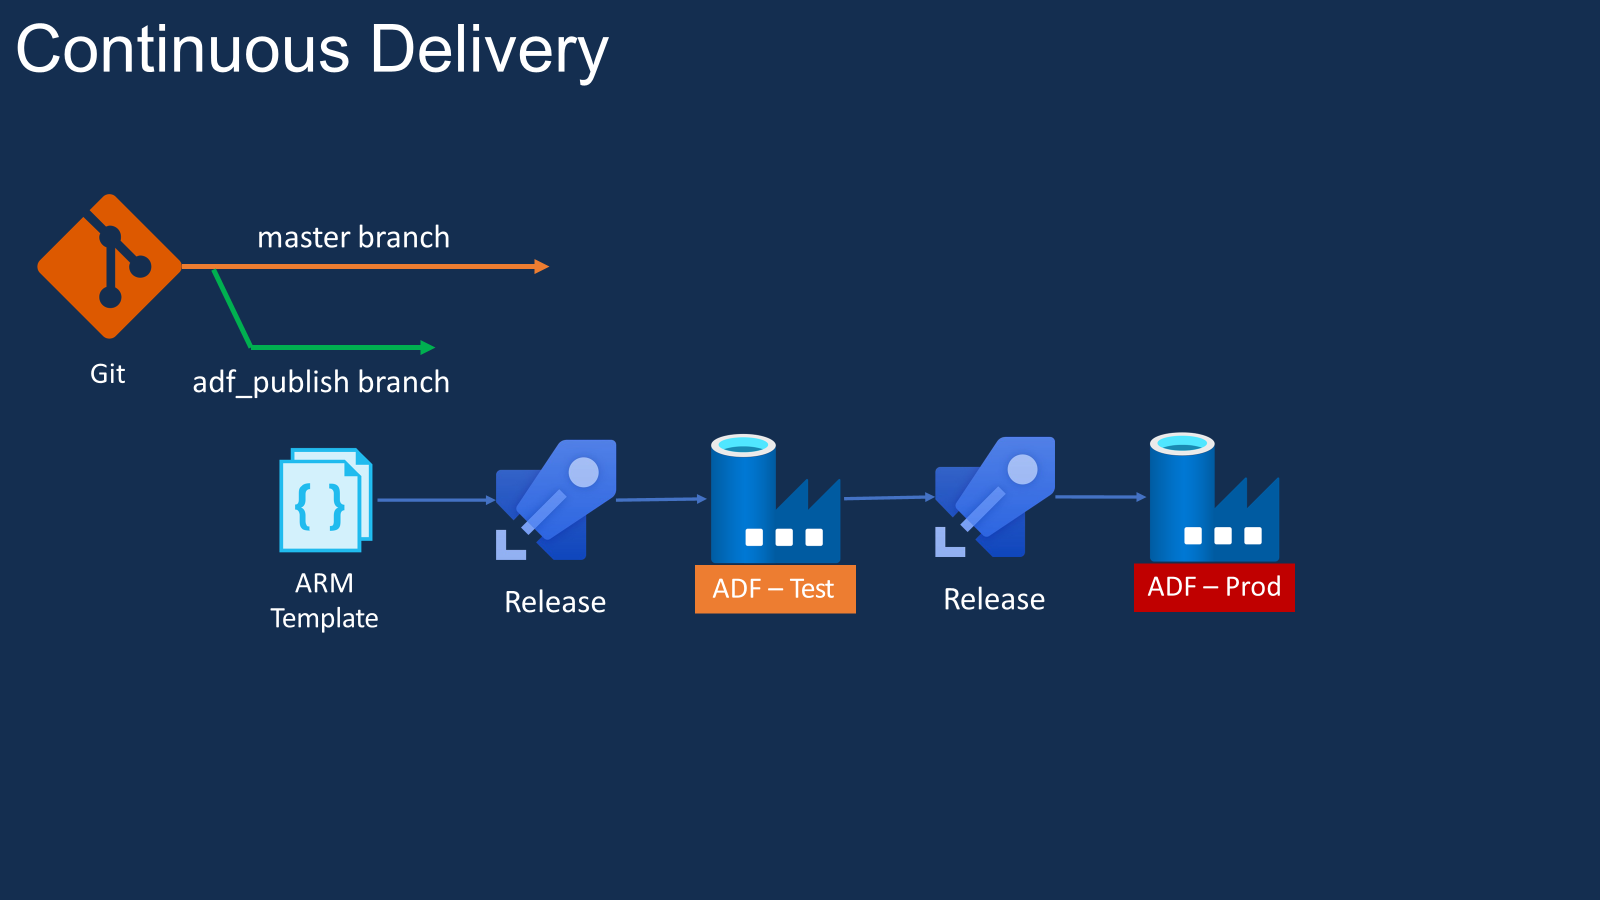 Continuous Delivery
master branch
Git
adf_publish branch
{ }
ARM
Template
Release
ADF – Test
Release
ADF – Prod